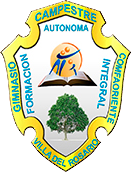 CAMPESTRE
AUTONOMA
GIMNASIO
FORMACION
INTEGRAL
COMFAORIENTE
VILLA DEL ROSARIO